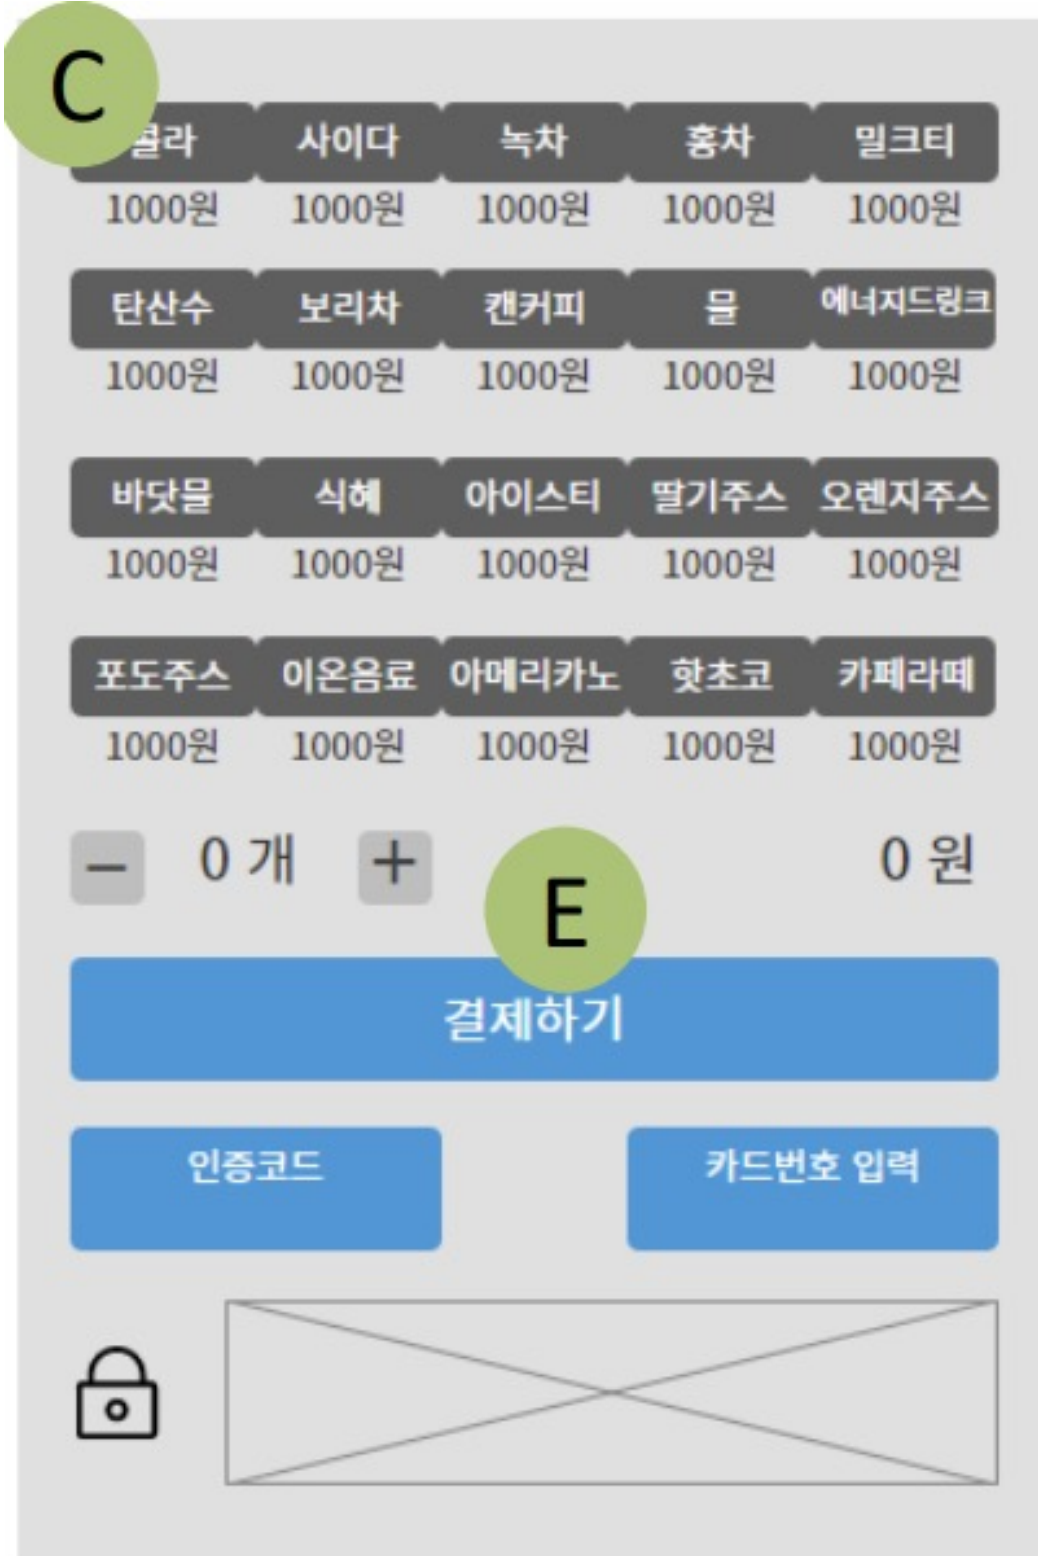 C
콜라 사이다 녹차 홍차 밀크티
1000원 1000원 1000원 1000원 1000원
탄산수 보리차 캔커피 믈 에너지드링크
1000원 1000원 1000원 1000원 1000원
바닷믈 식혜 아이스티 딸기주스 오렌지주스
1000원 1000원 1000원 1000원 1000원
포도주스 이온음료 아메리카노 핫초코 카페라떼
1000원 1000원 1000원 1000원 1000원
− 0 개 + 0 원
E
결제하기
인증코드 카드번호 입력